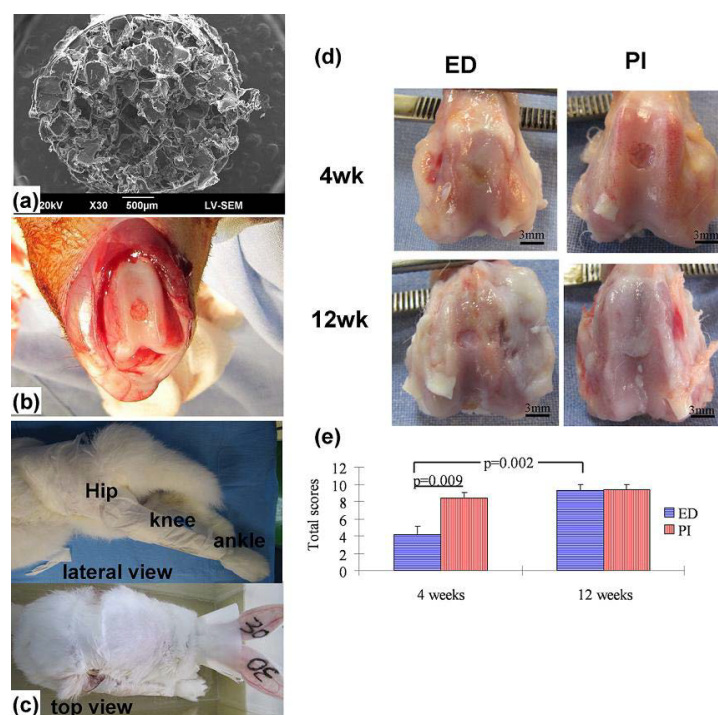 (a)
20kV X30 500µm LV-SEM
(b)
Hip
knee
ankle
lateral view
30
30
(c)
top view
(d)
ED PI
4wk
3mm 3mm
12wk
3mm 3mm
(e)
p=0.002
p=0.009
Total scores
12
10
8
6
4
2
0
4 weeks 12 weeks
ED
PI